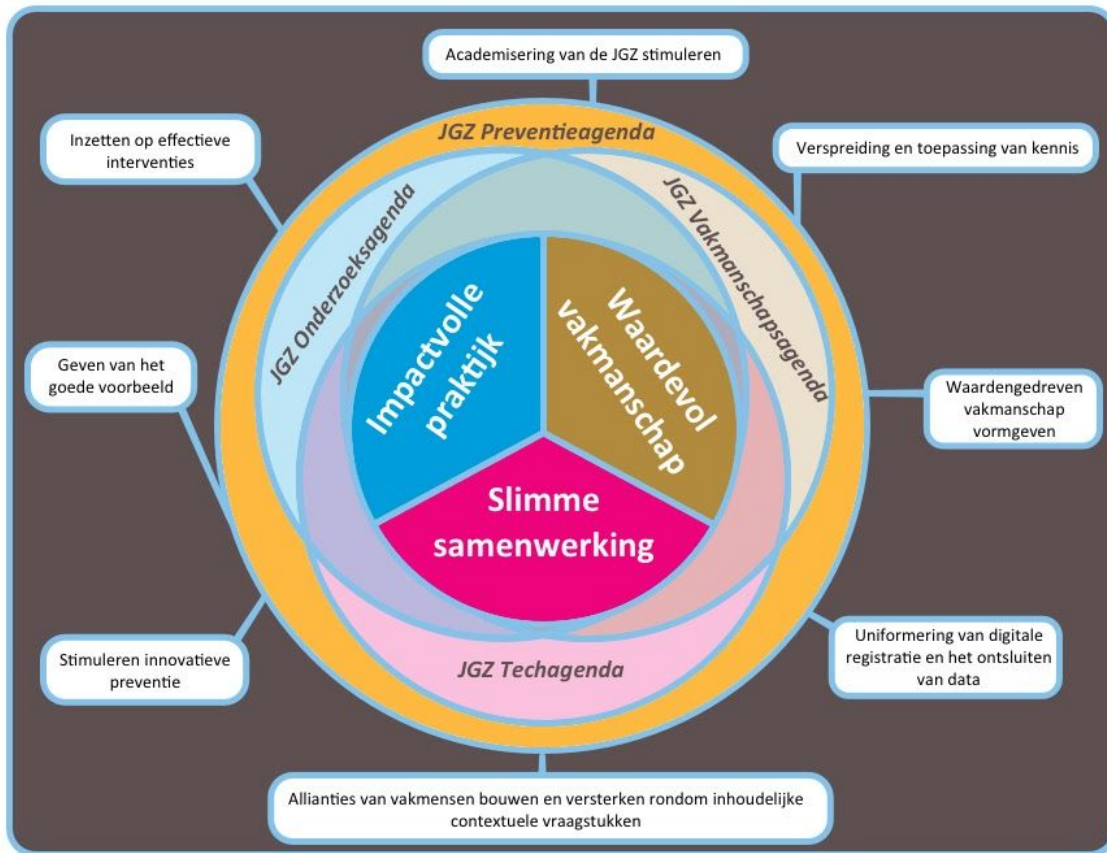 Academisering van de JGZ stimuleren
Inzetten op effectieve
interventies
JGZ Preventieagenda
Verspreiding en toepassing van kennis
JGZ Onderzoeksagenda
JGZ Vakmanschapsagenda
Impactvolle
praktijk
Waardevol
vakmanschap
Geven van het
goede voorbeeld
Waardengedreven
vakmanschap
vormgeven
Slimme
samenwerking
Stimuleren innovatieve
preventie
JGZ Techagenda
Uniformering van digitale
registratie en het ontsluiten
van data
Allianties van vakmensen bouwen en versterken rondom inhoudelijke
contextuele vraagstukken